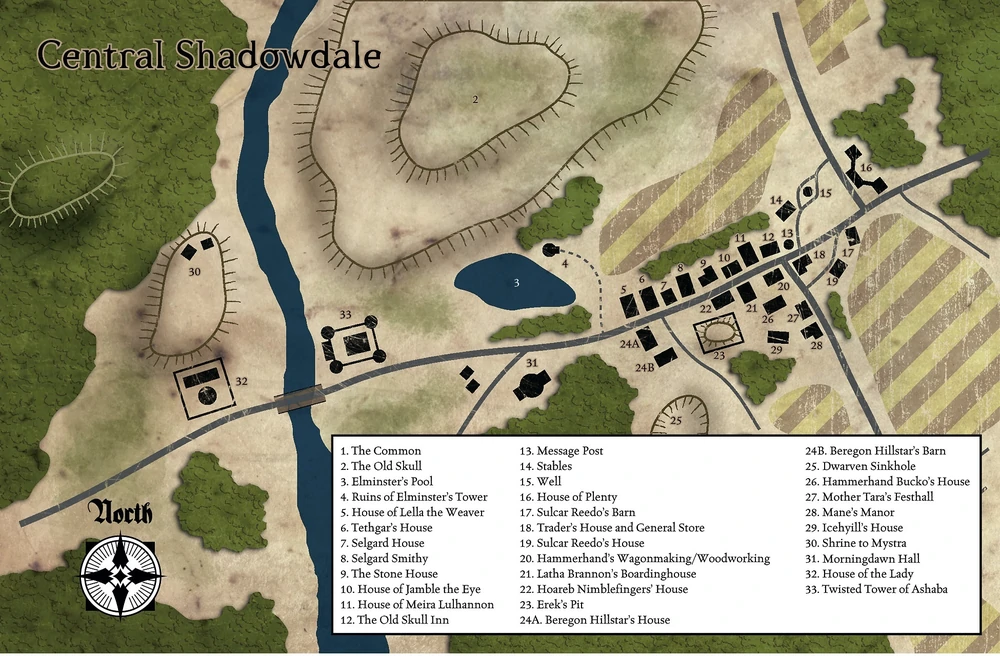 Central Shadowdale
2
16
15
14
30
4
13
12
11
17
18
3
10
9
8
19
6
7
20
5
21
22
33
26
27
24A
23
29
28
31
24B
32
25
North
1. The Common
2. The Old Skull
3. Elminster's Pool
4. Ruins of Elminster's Tower
5. House of Lella the Weaver
6. Tethgar's House
7. Selgard House
8. Selgard Smithy
9. The Stone House
10. House of Jamble the Eye
11. House of Meira Lulhannon
12. The Old Skull Inn
13. Message Post
14. Stables
15. Well
16. House of Plenty
17. Sulcar Reedo's Barn
18. Trader's House and General Store
19. Sulcar Reedo's House
20. Hammerhand's Wagonmaking/Woodworking
21. Latha Brannon's Boardinghouse
22. Hoareb Nimblefingers' House
23. Erek's Pit
24A. Beregon Hillstar's House
24B. Beregon Hillstar's Barn
25. Dwarven Sinkhole
26. Hammerhand Bucko's House
27. Mother Tara's Festhall
28. Mane's Manor
29. Icehyill's House
30. Shrine to Mystra
31. Morningdawn Hall
32. House of the Lady
33. Twisted Tower of Ashaba